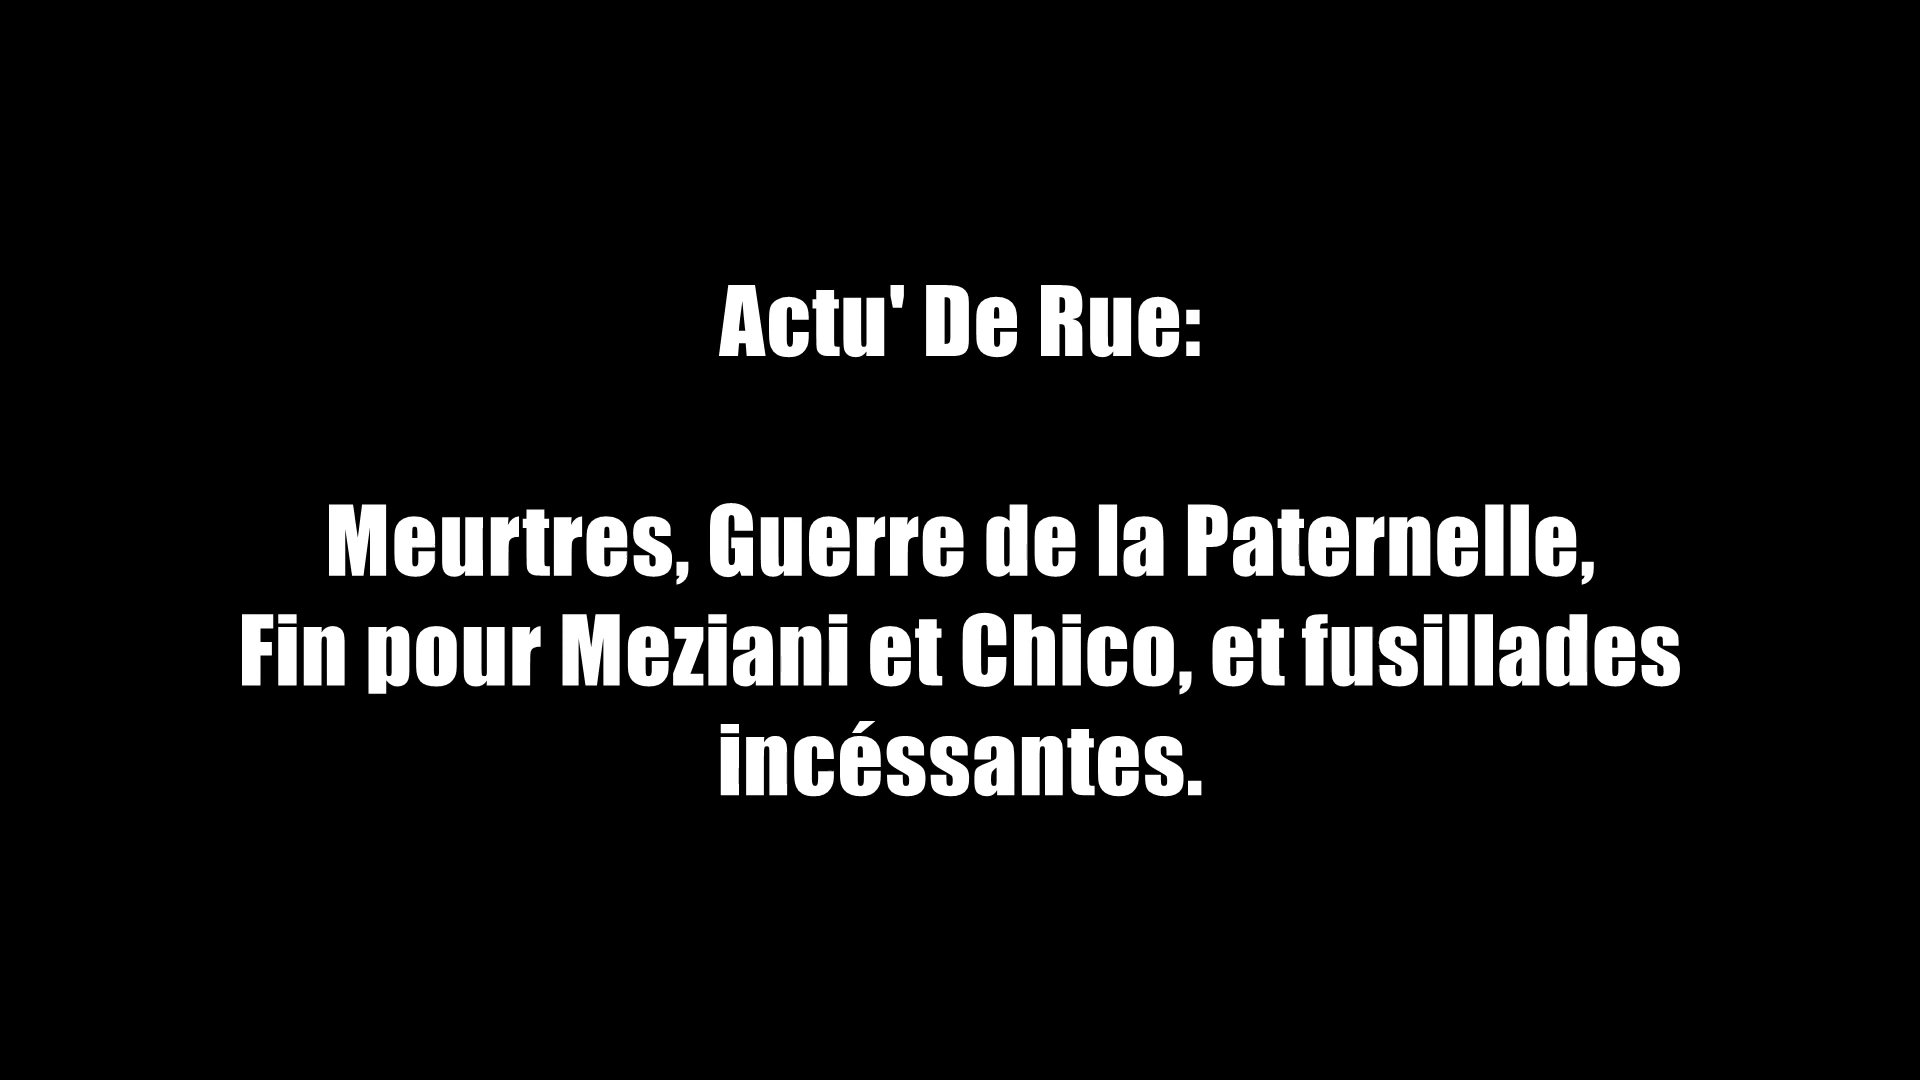 Actu' De Rue:
Meurtres, Guerre de la Paternelle,
Fin pour Meziani et Chico, et fusillades
incéssantes.